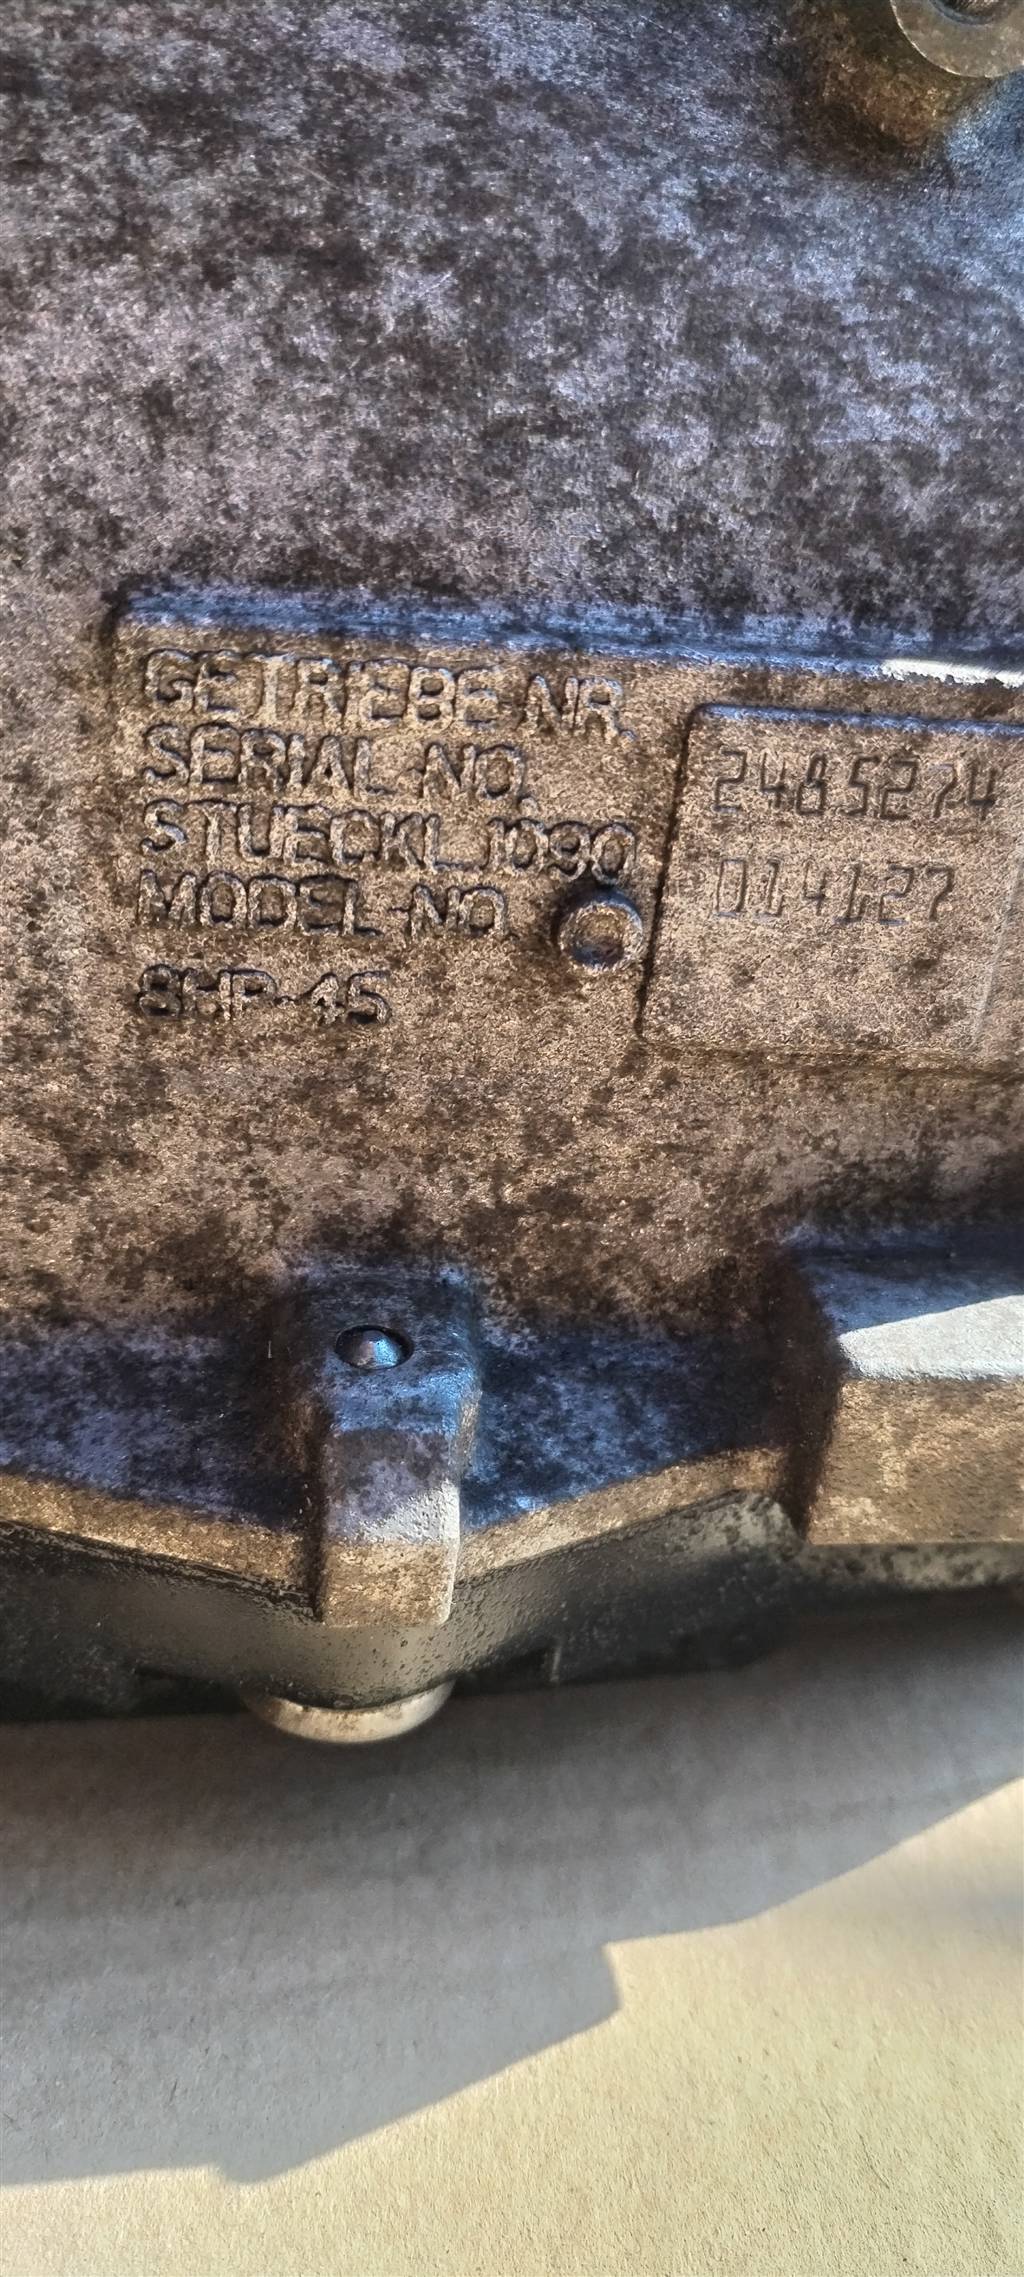 GETRIEBE-NR.
SERIAL-NO.
STUECKL.1090
MODEL-NO.
8HP-45
2485274
014127